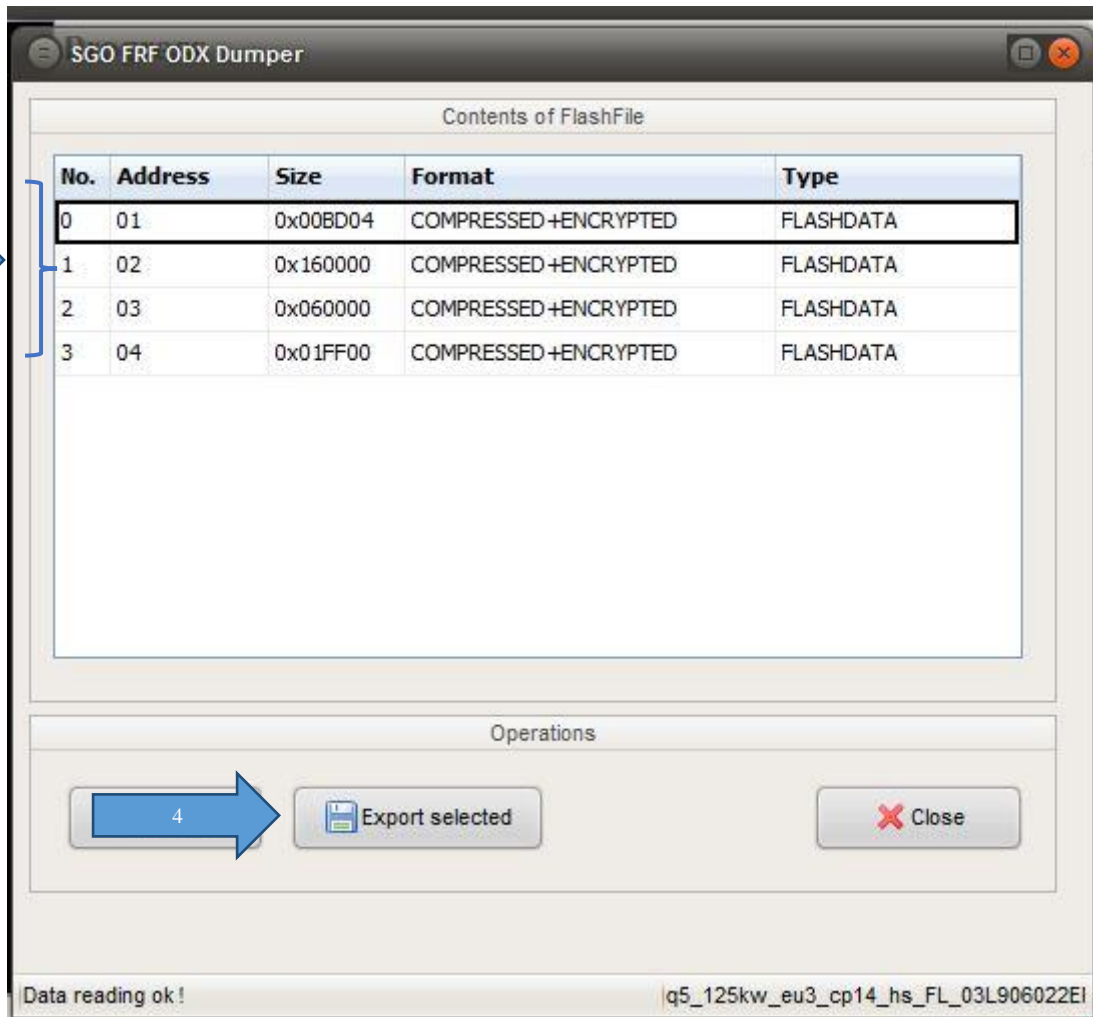 SGO FRF ODX Dumper
Contents of FlashFile
No. Address Size Format Type
0 01 0x00BD04 COMPRESSED+ENCRYPTED FLASHDATA
1 02 0x160000 COMPRESSED+ENCRYPTED FLASHDATA
2 03 0x060000 COMPRESSED+ENCRYPTED FLASHDATA
3 04 0x01FF00 COMPRESSED+ENCRYPTED FLASHDATA
Operations
4 Export selected Close
Data reading ok ! q5_125kw_eu3_cp14_hs_FL_03L906022E